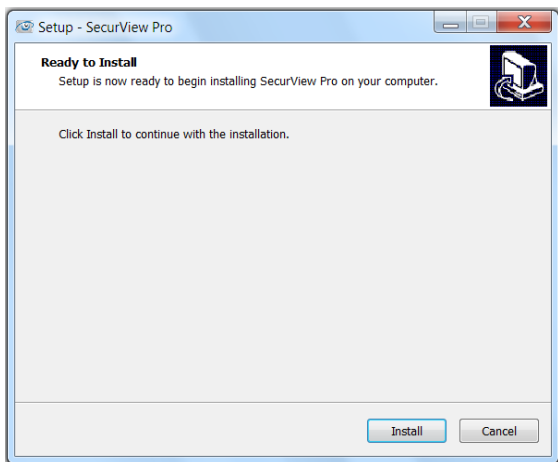 Setup - SecurView Pro
Ready to Install
Setup is now ready to begin installing SecurView Pro on your computer.
Click Install to continue with the installation.
Install
Cancel